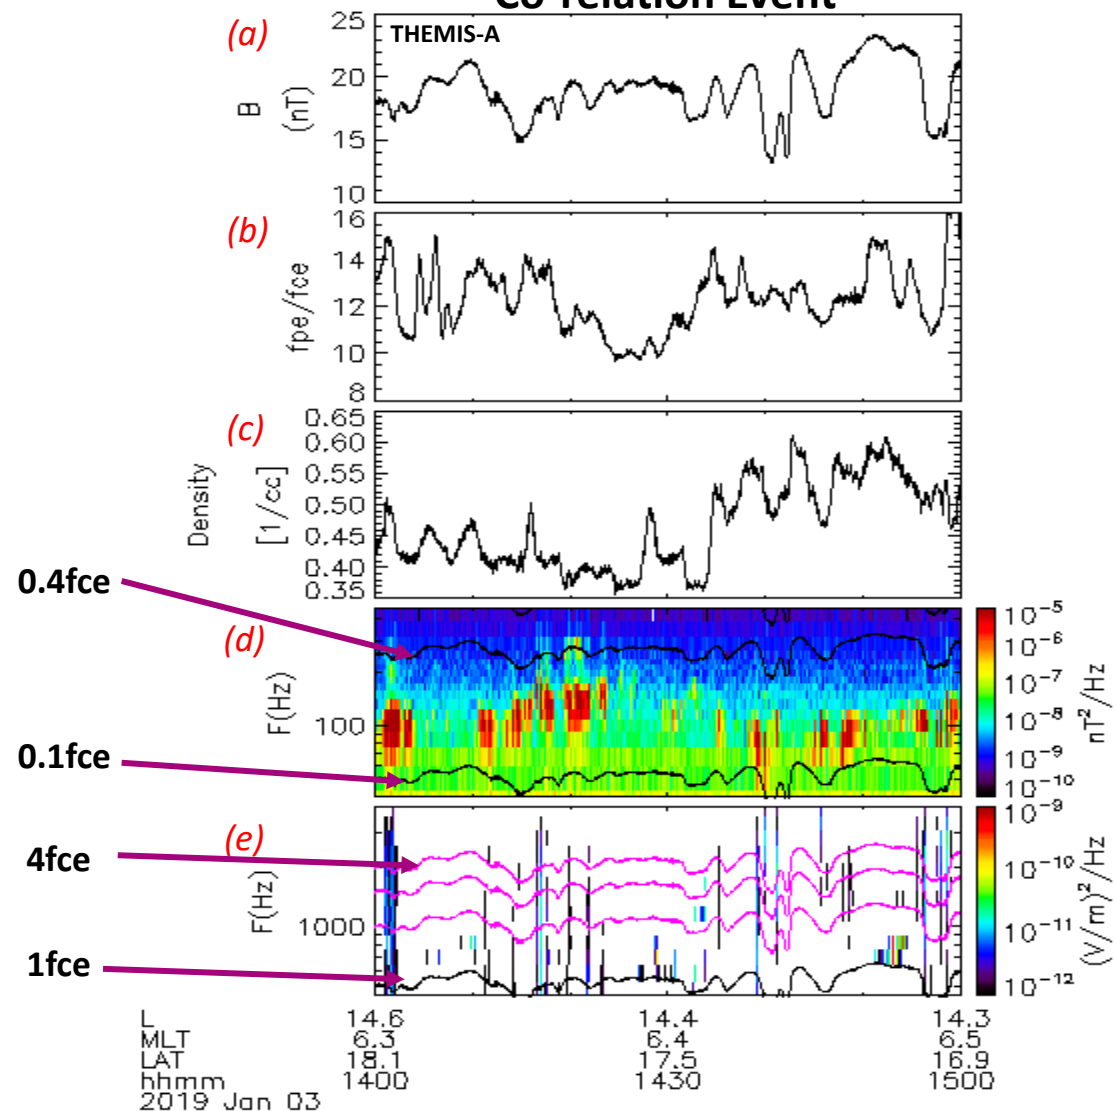 Co-relation Event
(a)
THEMIS-A
25
20
15
10
B
(nT)
(b)
16
14
12
10
8
fpe/fce
(c)
0.65
0.60
0.55
0.50
0.45
0.40
0.35
Density
[1/cc]
0.4fce
(d)
F(Hz)
100
0.1fce
10⁻⁵
10⁻⁶
10⁻⁷
10⁻⁸
10⁻⁹
10⁻¹⁰
nT²/Hz
(e)
4fce
F(Hz)
1000
1fce
10⁻⁹
10⁻¹⁰
10⁻¹¹
10⁻¹²
(V/m)²/Hz
L 14.6 14.4 14.3
MLT 6.3 6.4 6.5
LAT 18.1 17.5 16.9
hhmm 1400 1430 1500
2019 Jan 03